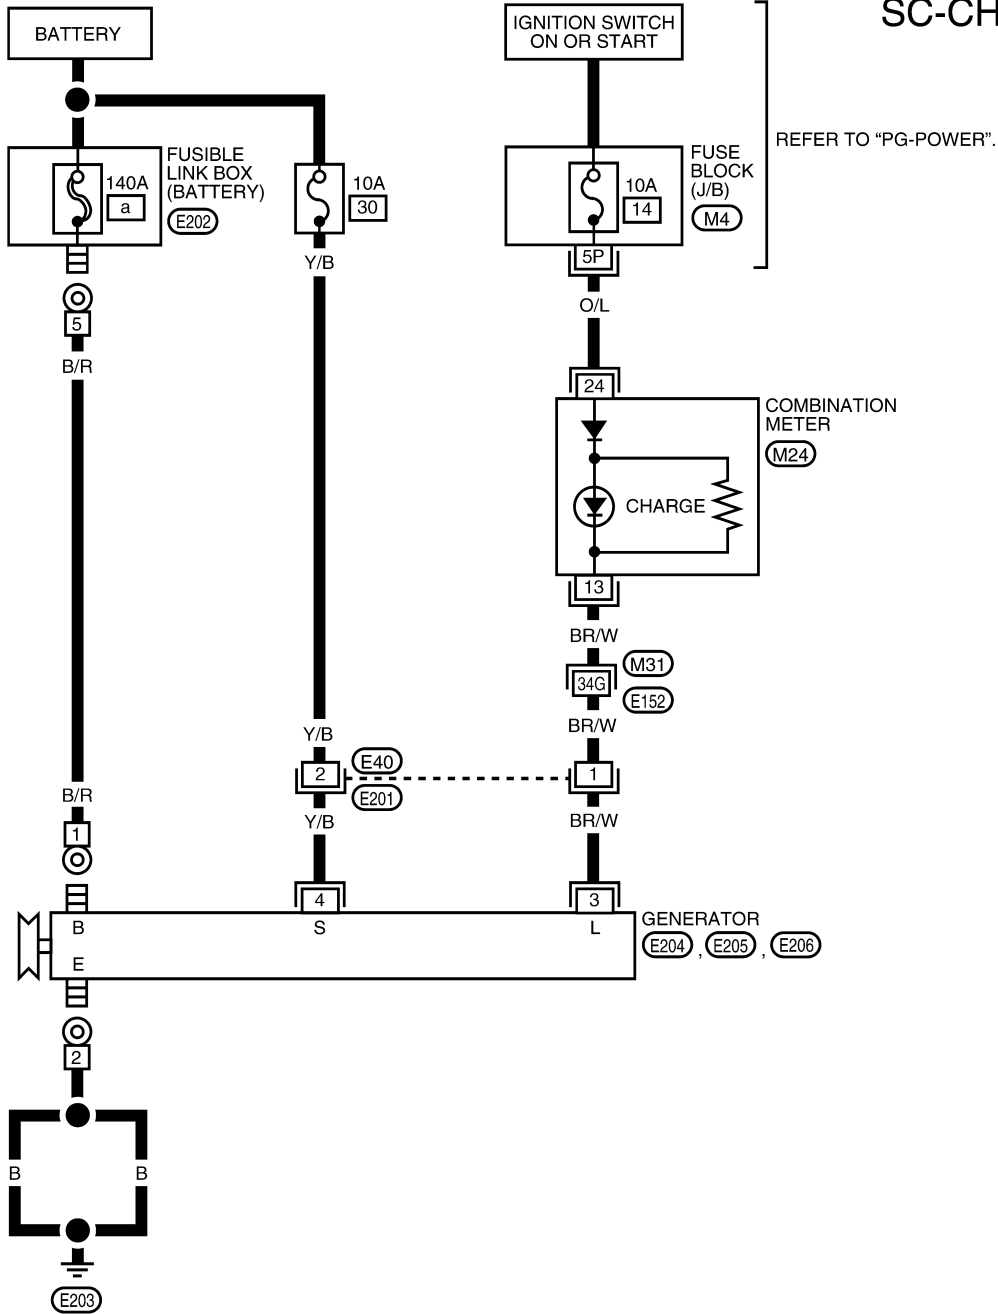 SC-CH
BATTERY
IGNITION SWITCH
ON OR START
REFER TO “PG-POWER”.
FUSIBLE
LINK BOX
(BATTERY)
E202
140A
a
10A
30
10A
14
FUSE
BLOCK
(J/B)
M4
5P
Y/B
O/L
5
B/R
24
COMBINATION
METER
M24
CHARGE
13
BR/W
M31
34G
E152
BR/W
Y/B
2
E40
E201
1
B/R
Y/B
BR/W
1
4
3
B
S
L
E
GENERATOR
E204 , E205 , E206
2
B
B
E203